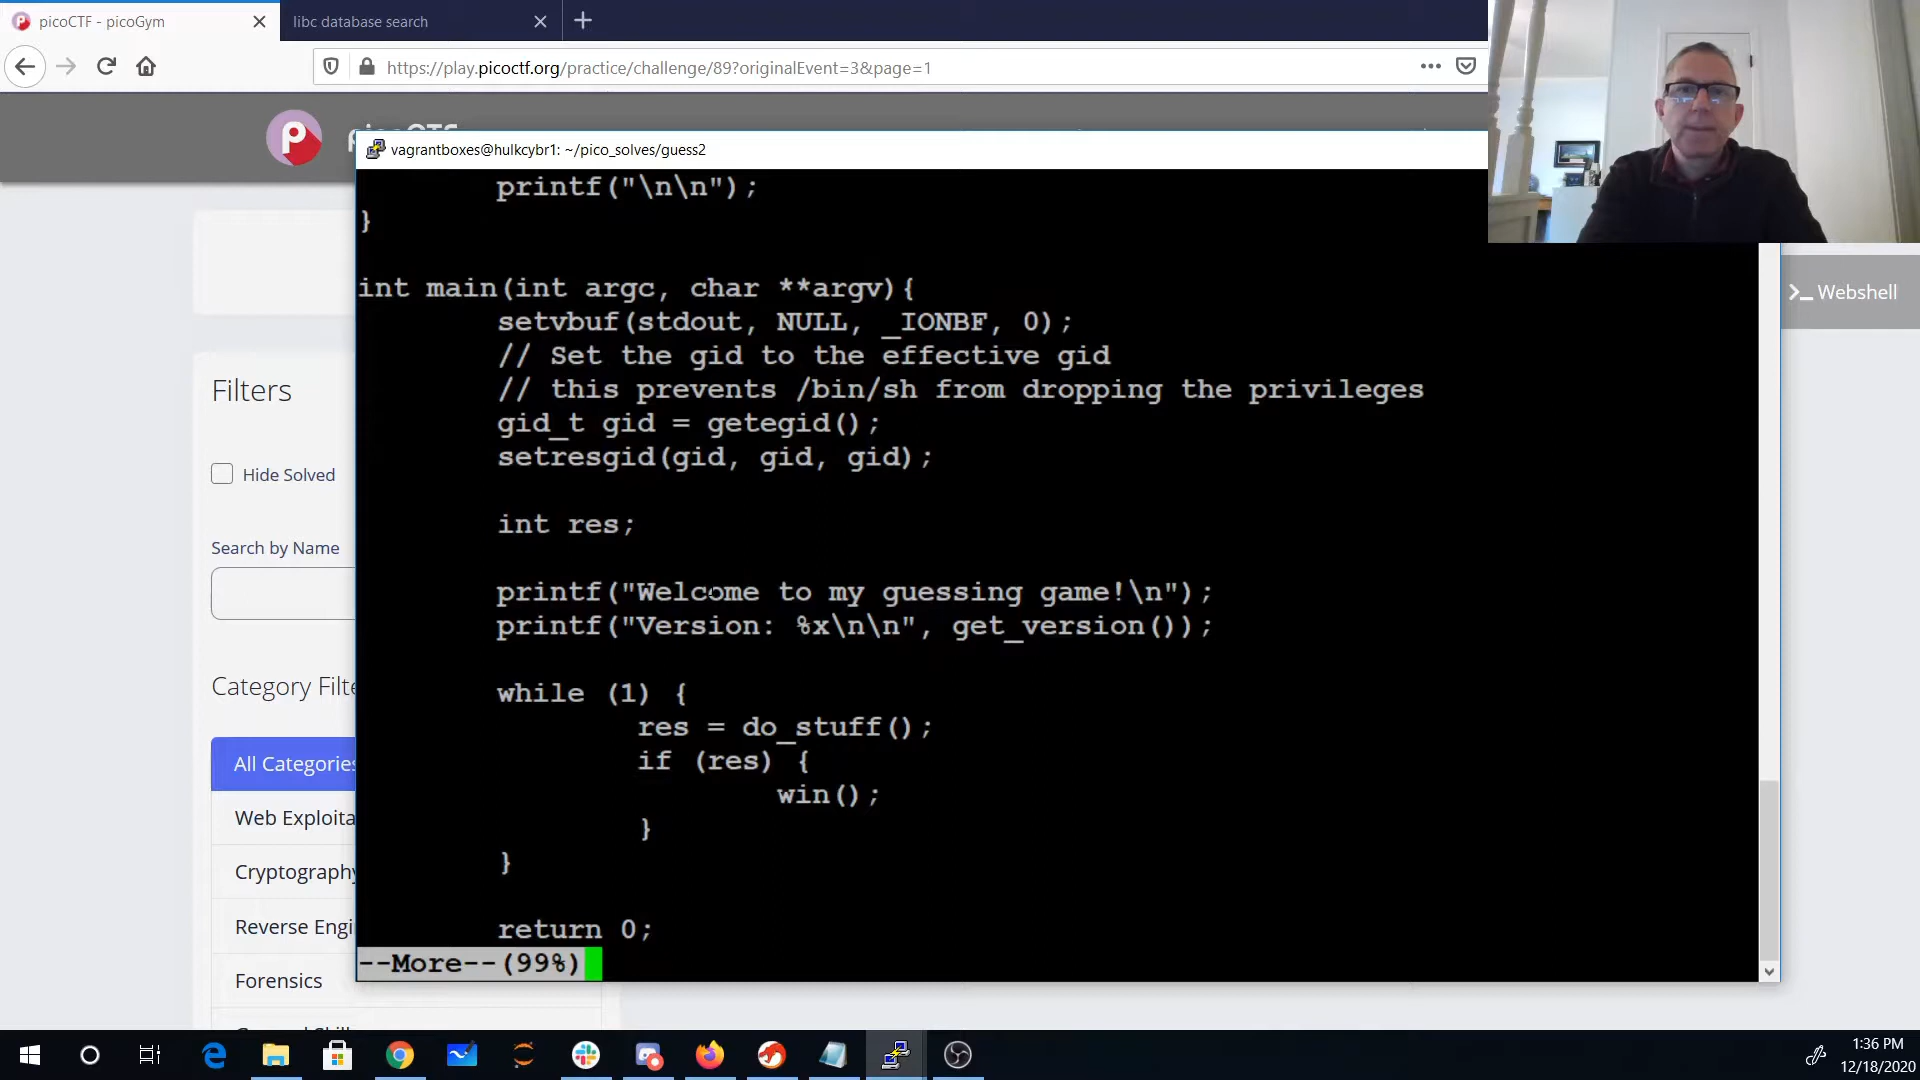 picoCTF - picoGym
libc database search
https://play.picoctf.org/practice/challenge/89?originalEvent=3&page=1
picoCTF
vagrantboxes@hulkcybr1: ~/pico_solves/guess2
printf("\n\n");
}
int main(int argc, char **argv){
setvbuf(stdout, NULL, _IONBF, 0);
// Set the gid to the effective gid
// this prevents /bin/sh from dropping the privileges
gid_t gid = getegid();
setresgid(gid, gid, gid);
int res;
printf("Welcome to my guessing game!\n");
printf("Version: %x\n\n", get_version());
while (1) {
res = do_stuff();
if (res) {
win();
}
}
return 0;
--More--(99%)
Webshell
Filters
Hide Solved
Search by Name
Category Filte
All Categories
Web Exploita
Cryptography
Reverse Engi
Forensics
1:36 PM
12/18/2020